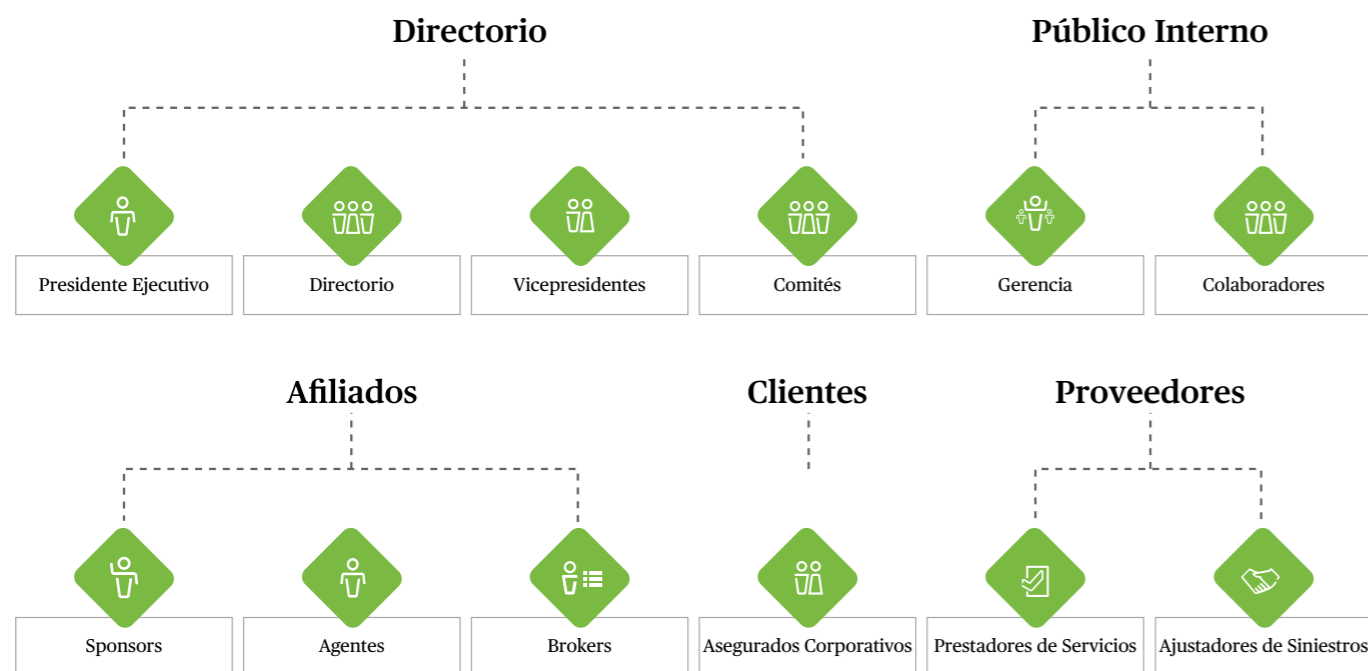 Directorio
Público Interno
Presidente Ejecutivo
Directorio
Vicepresidentes
Comités
Gerencia
Colaboradores
Afiliados
Clientes
Proveedores
Sponsors
Agentes
Brokers
Asegurados Corporativos
Prestadores de Servicios
Ajustadores de Siniestros